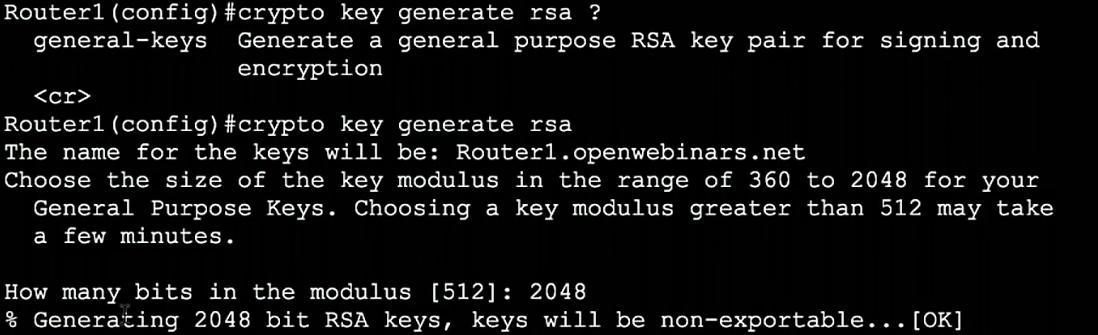 Router1(config)#crypto key generate rsa ?
general-keys  Generate a general purpose RSA key pair for signing and
encryption
<cr>
Router1(config)#crypto key generate rsa
The name for the keys will be: Router1.openwebinars.net
Choose the size of the key modulus in the range of 360 to 2048 for your
General Purpose Keys. Choosing a key modulus greater than 512 may take
a few minutes.
How many bits in the modulus [512]: 2048
% Generating 2048 bit RSA keys, keys will be non-exportable...[OK]